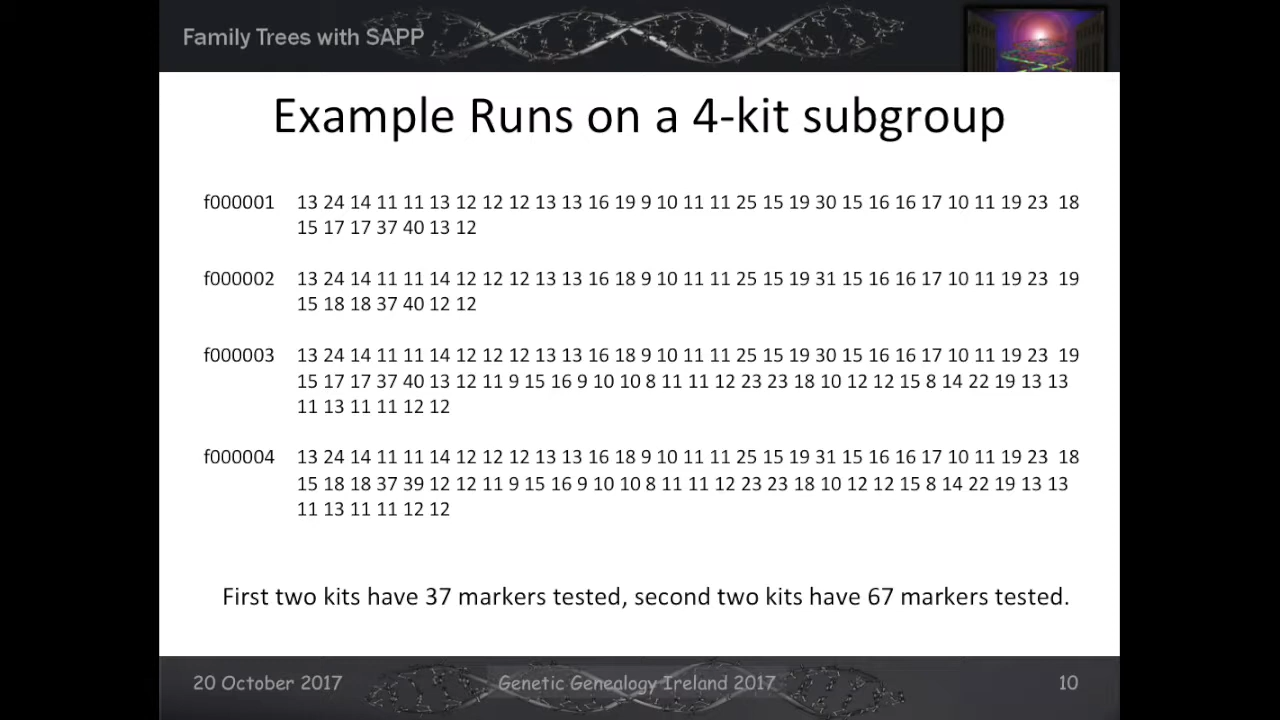 Family Trees with SAPP
Example Runs on a 4-kit subgroup
f000001 13 24 14 11 11 13 12 12 12 13 13 16 19 9 10 11 11 25 15 19 30 15 16 16 17 10 11 19 23 18
15 17 17 37 40 13 12
f000002 13 24 14 11 11 14 12 12 12 13 13 16 18 9 10 11 11 25 15 19 31 15 16 16 17 10 11 19 23 19
15 18 18 37 40 12 12
f000003 13 24 14 11 11 14 12 12 12 13 13 16 18 9 10 11 11 25 15 19 30 15 16 16 17 10 11 19 23 19
15 17 17 37 40 13 12 11 9 15 16 9 10 10 8 11 11 12 23 23 18 10 12 12 15 8 14 22 19 13 13
11 13 11 11 12 12
f000004 13 24 14 11 11 14 12 12 12 13 13 16 18 9 10 11 11 25 15 19 31 15 16 16 17 10 11 19 23 18
15 18 18 37 39 12 12 11 9 15 16 9 10 10 8 11 11 12 23 23 18 10 12 12 15 8 14 22 19 13 13
11 13 11 11 12 12
First two kits have 37 markers tested, second two kits have 67 markers tested.
20 October 2017 Genetic Genealogy Ireland 2017 10